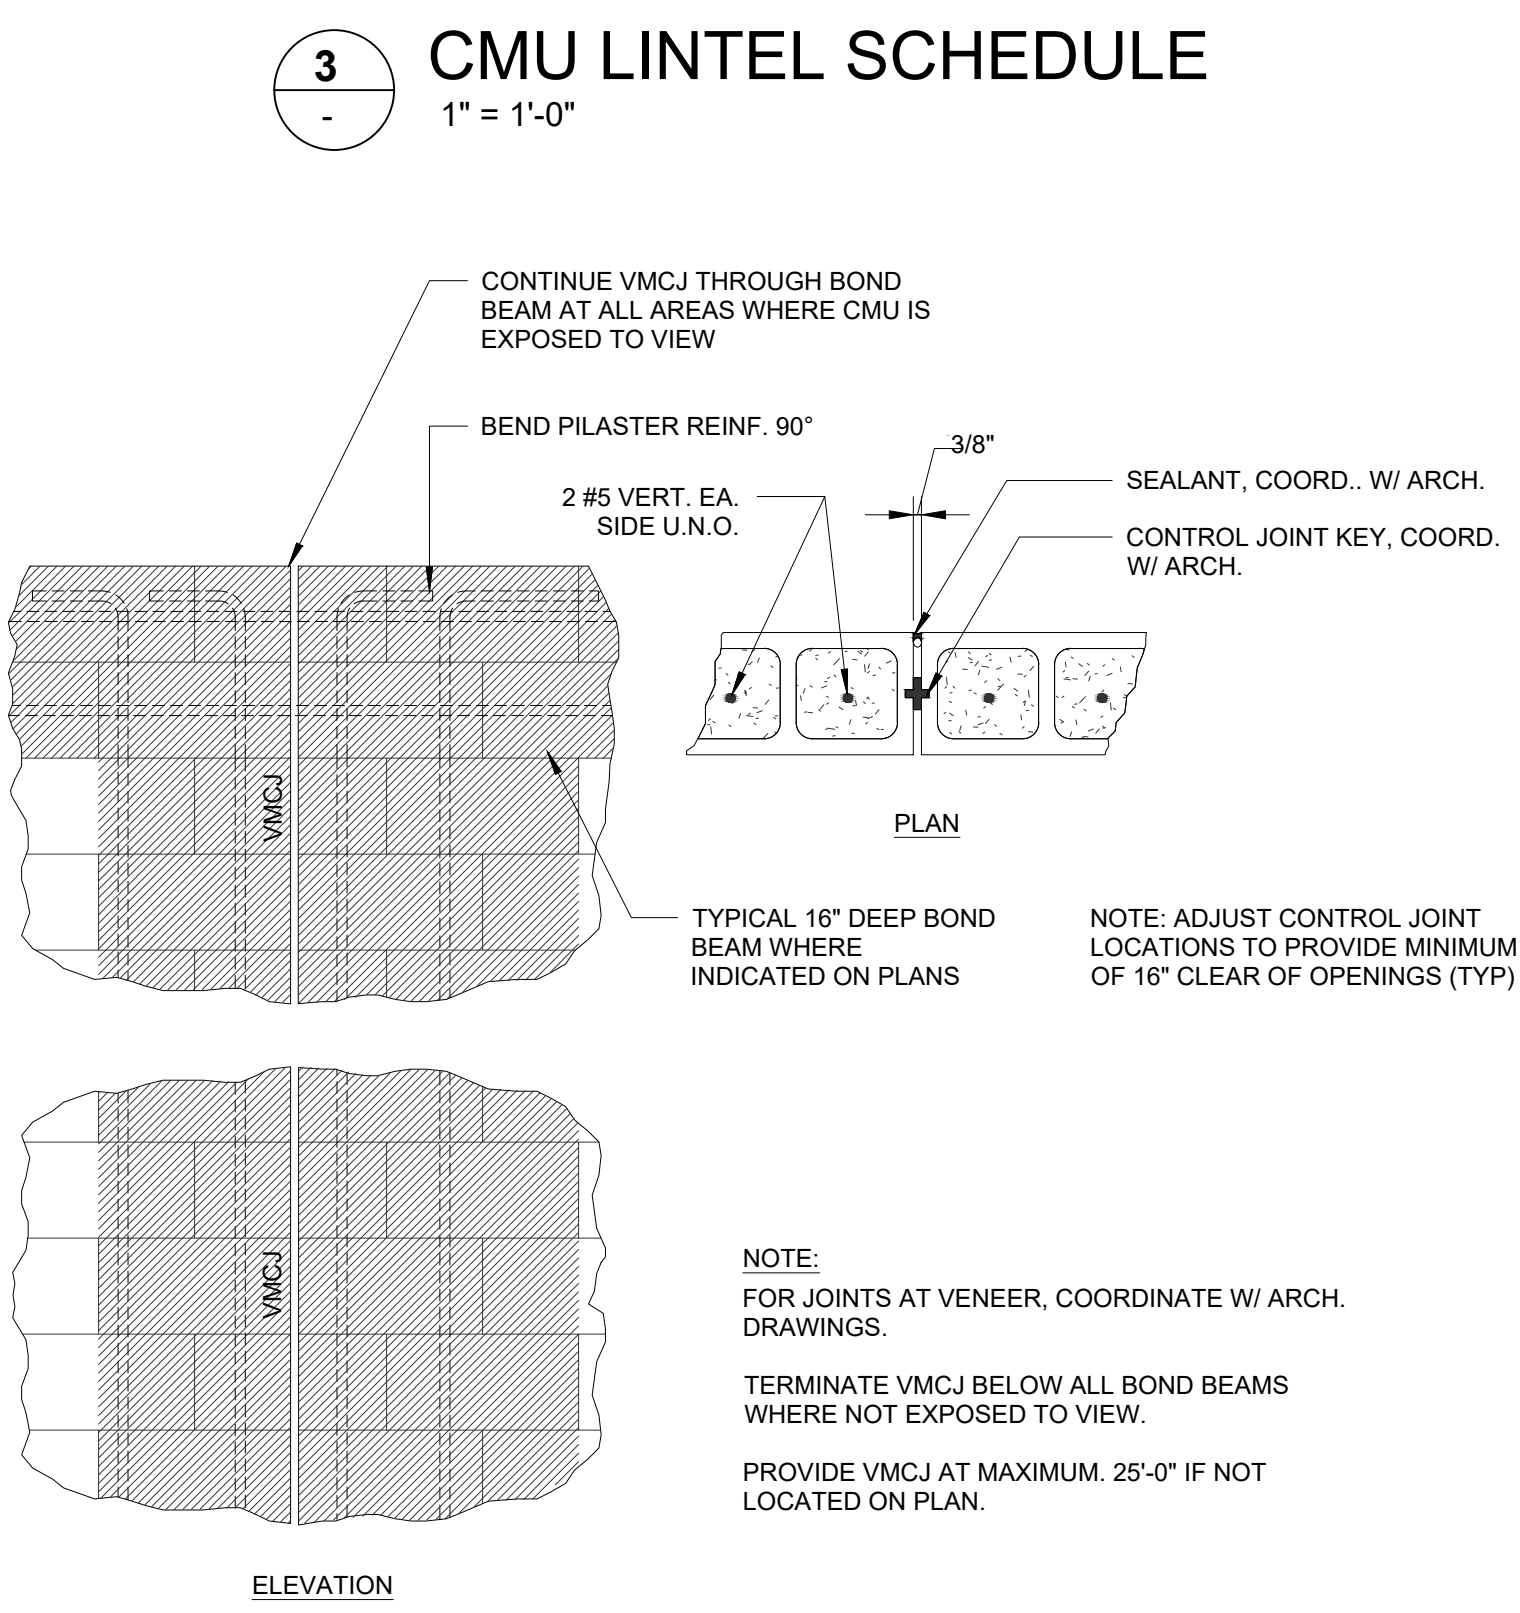 3
-
CMU LINTEL SCHEDULE
1" = 1'-0"
CONTINUE VMCJ THROUGH BOND
BEAM AT ALL AREAS WHERE CMU IS
EXPOSED TO VIEW
BEND PILASTER REINF. 90°
2 #5 VERT. EA.
SIDE U.N.O.
3/8"
SEALANT, COORD.. W/ ARCH.
CONTROL JOINT KEY, COORD.
W/ ARCH.
VMCJ
PLAN
TYPICAL 16" DEEP BOND
BEAM WHERE
INDICATED ON PLANS
NOTE: ADJUST CONTROL JOINT
LOCATIONS TO PROVIDE MINIMUM
OF 16" CLEAR OF OPENINGS (TYP)
VMCJ
NOTE:
FOR JOINTS AT VENEER, COORDINATE W/ ARCH.
DRAWINGS.
TERMINATE VMCJ BELOW ALL BOND BEAMS
WHERE NOT EXPOSED TO VIEW.
PROVIDE VMCJ AT MAXIMUM. 25'-0" IF NOT
LOCATED ON PLAN.
ELEVATION